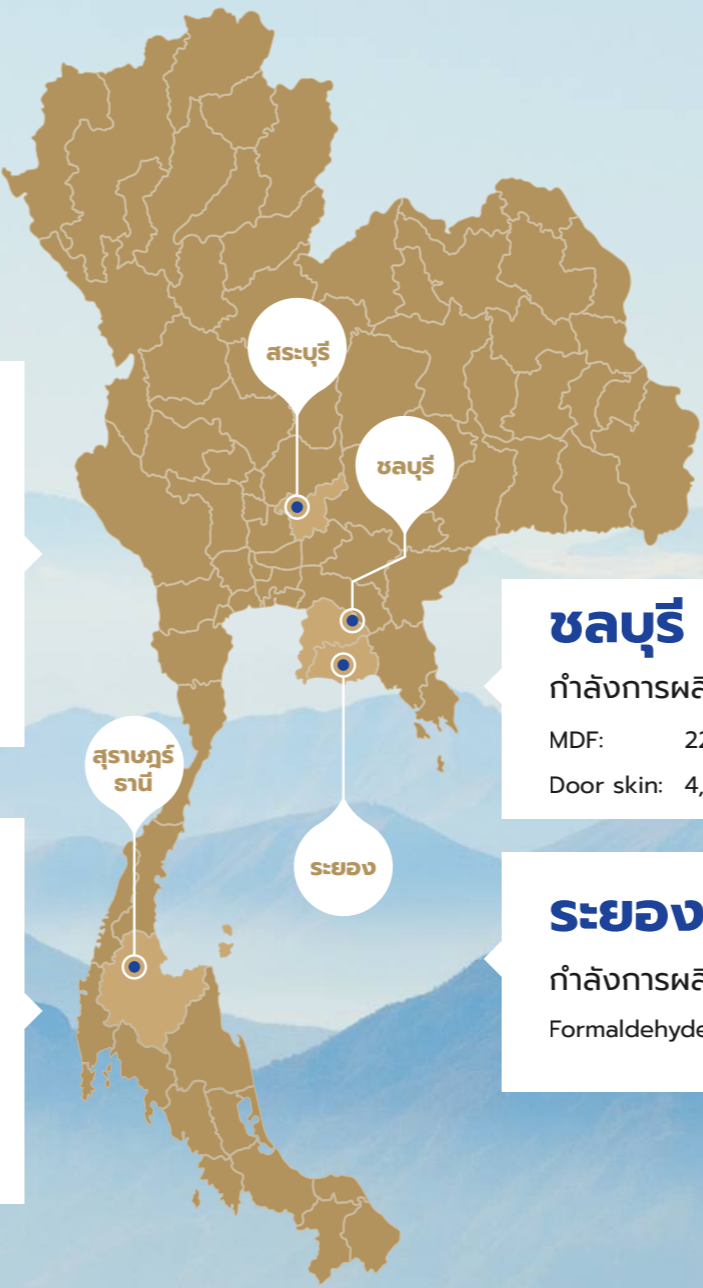 สระบุรี
ชลบุรี
สุราษฎร์
ธานี
ระยอง
ชลบุรี
กำลังการผลิ
MDF: 22
Door skin: 4,
ระยอง
กำลังการผลิ
Formaldehyde